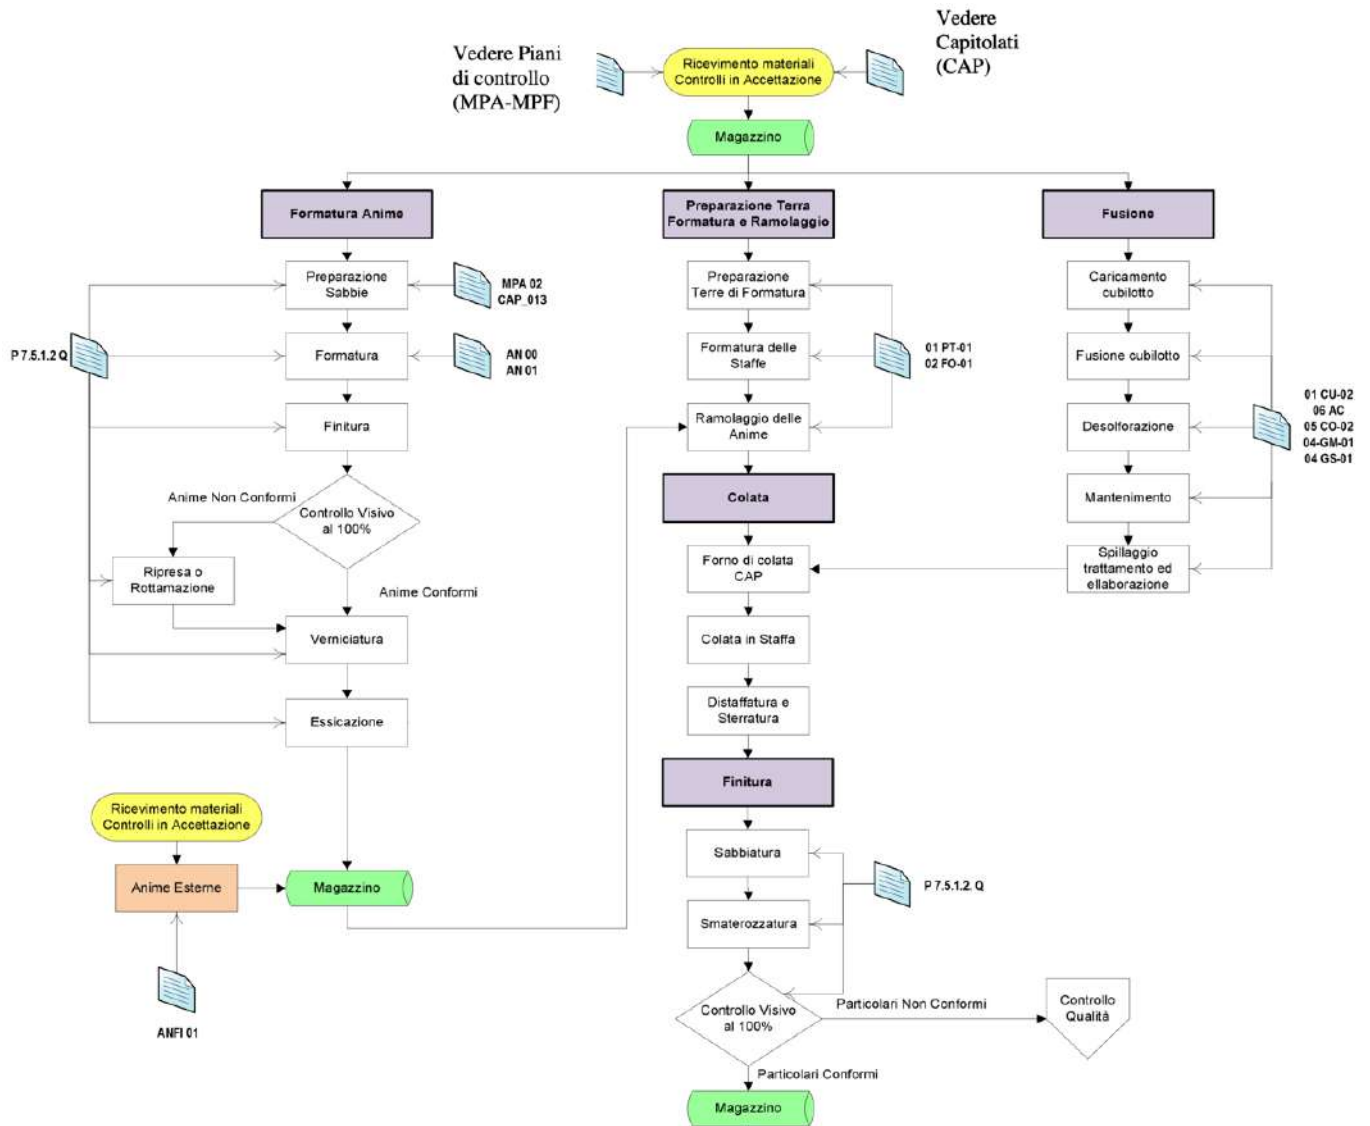 Vedere Piani
di controllo
(MPA-MPF)
Ricevimento materiali
Controlli in Accettazione
Vedere
Capitolati
(CAP)
Magazzino
Formatura Anime
Preparazione Terra
Formatura e Ramolaggio
Fusione
Preparazione
Sabbie
MPA 02
CAP_013
Preparazione
Terre di Formatura
Caricamento
cubilotto
P 7.5.1.2 Q
Formatura
AN 00
AN 01
Formatura delle
Staffe
01 PT-01
02 FO-01
Fusione cubilotto
Finitura
Ramolaggio delle
Anime
Desolforazione
01 CU-02
06 AC
05 CO-02
04-GM-01
04 GS-01
Anime Non Conformi
Controllo Visivo
al 100%
Colata
Mantenimento
Ripresa o
Rottamazione
Anime Conformi
Forno di colata
CAP
Spillaggio
trattamento ed
ellaborazione
Verniciatura
Colata in Staffa
Essicazione
Distaffatura e
Sterratura
Finitura
Ricevimento materiali
Controlli in Accettazione
Anime Esterne
Magazzino
Sabbiatura
P 7.5.1.2. Q
Smaterozzatura
ANFI 01
Controllo Visivo
al 100%
Particolari Non Conformi
Controllo
Qualità
Particolari Conformi
Magazzino